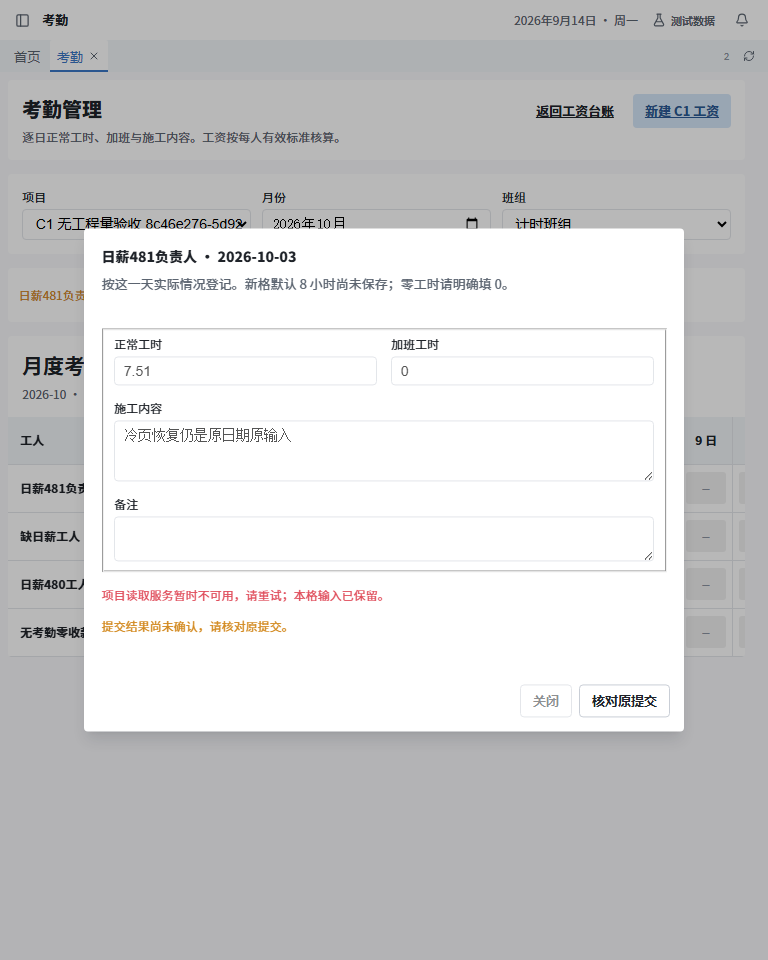 考勤
2026年9月14日 • 周一
测试数据
首页
考勤 ×
2
考勤管理
返回工资台账
新建 C1 工资
逐日正常工时、加班与施工内容。工资按每人有效标准核算。
项目
月份
班组
C1 无工程量验收 8c46e276-5d92
2026年10月
计时班组
日薪481负责人 • 2026-10-03
按这一天实际情况登记。新格默认 8 小时尚未保存；零工时请明确填 0。
日薪481负责
正常工时
加班工时
7.51
0
月度考
2026-10 •
施工内容
冷页恢复仍是原日期原输入
工人
9 日
日薪481负责
–
备注
缺日薪工人
–
日薪480工人
–
项目读取服务暂时不可用，请重试；本格输入已保留。
提交结果尚未确认，请核对原提交。
无考勤零收
–
关闭
核对原提交